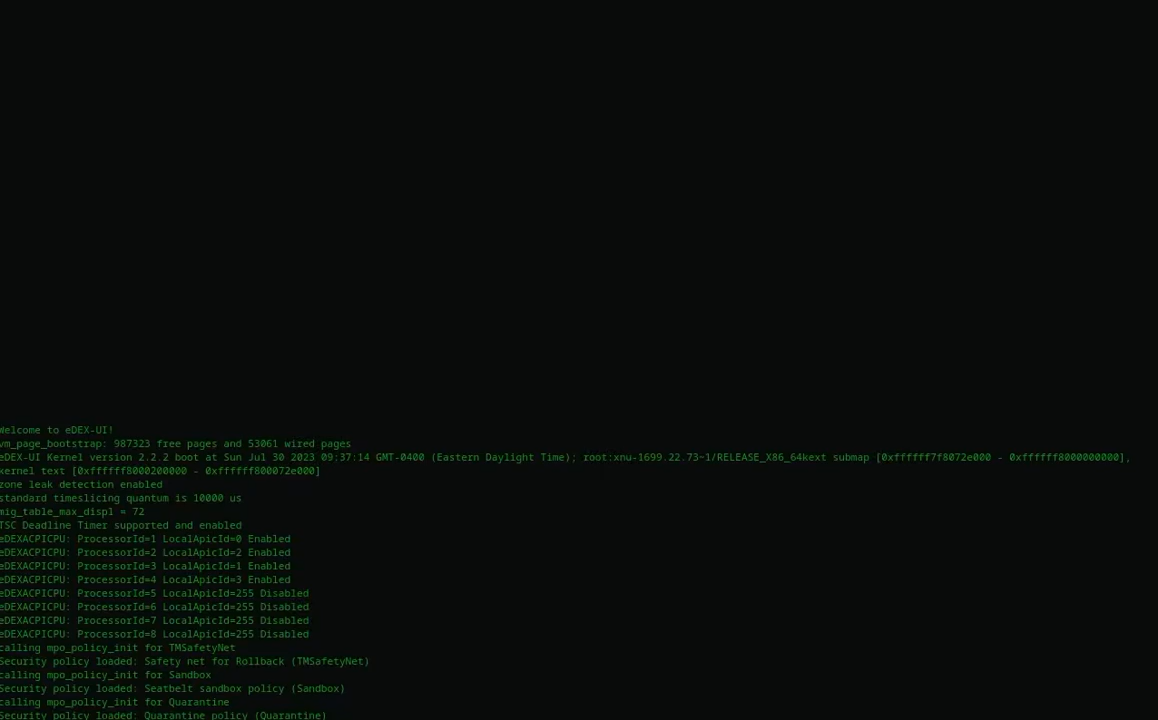 Welcome to eDEX-UI!
vm_page_bootstrap: 987323 free pages and 53061 wired pages
eDEX-UI Kernel version 2.2.2 boot at Sun Jul 30 2023 09:37:14 GMT-0400 (Eastern Daylight Time); root:xnu-1699.22.73~1/RELEASE_X86_64kext submap [0xffffff7f8072e000 - 0xffffff8000000000],
kernel text [0xffffff8000200000 - 0xffffff800072e000]
zone leak detection enabled
standard timeslicing quantum is 10000 us
mig_table_max_displ = 72
TSC Deadline Timer supported and enabled
eDEXACPICPU: ProcessorId=1 LocalApicId=0 Enabled
eDEXACPICPU: ProcessorId=2 LocalApicId=2 Enabled
eDEXACPICPU: ProcessorId=3 LocalApicId=1 Enabled
eDEXACPICPU: ProcessorId=4 LocalApicId=3 Enabled
eDEXACPICPU: ProcessorId=5 LocalApicId=255 Disabled
eDEXACPICPU: ProcessorId=6 LocalApicId=255 Disabled
eDEXACPICPU: ProcessorId=7 LocalApicId=255 Disabled
eDEXACPICPU: ProcessorId=8 LocalApicId=255 Disabled
calling mpo_policy_init for TMSafetyNet
Security policy loaded: Safety net for Rollback (TMSafetyNet)
calling mpo_policy_init for Sandbox
Security policy loaded: Seatbelt sandbox policy (Sandbox)
calling mpo_policy_init for Quarantine
Security policy loaded: Quarantine policy (Quarantine)